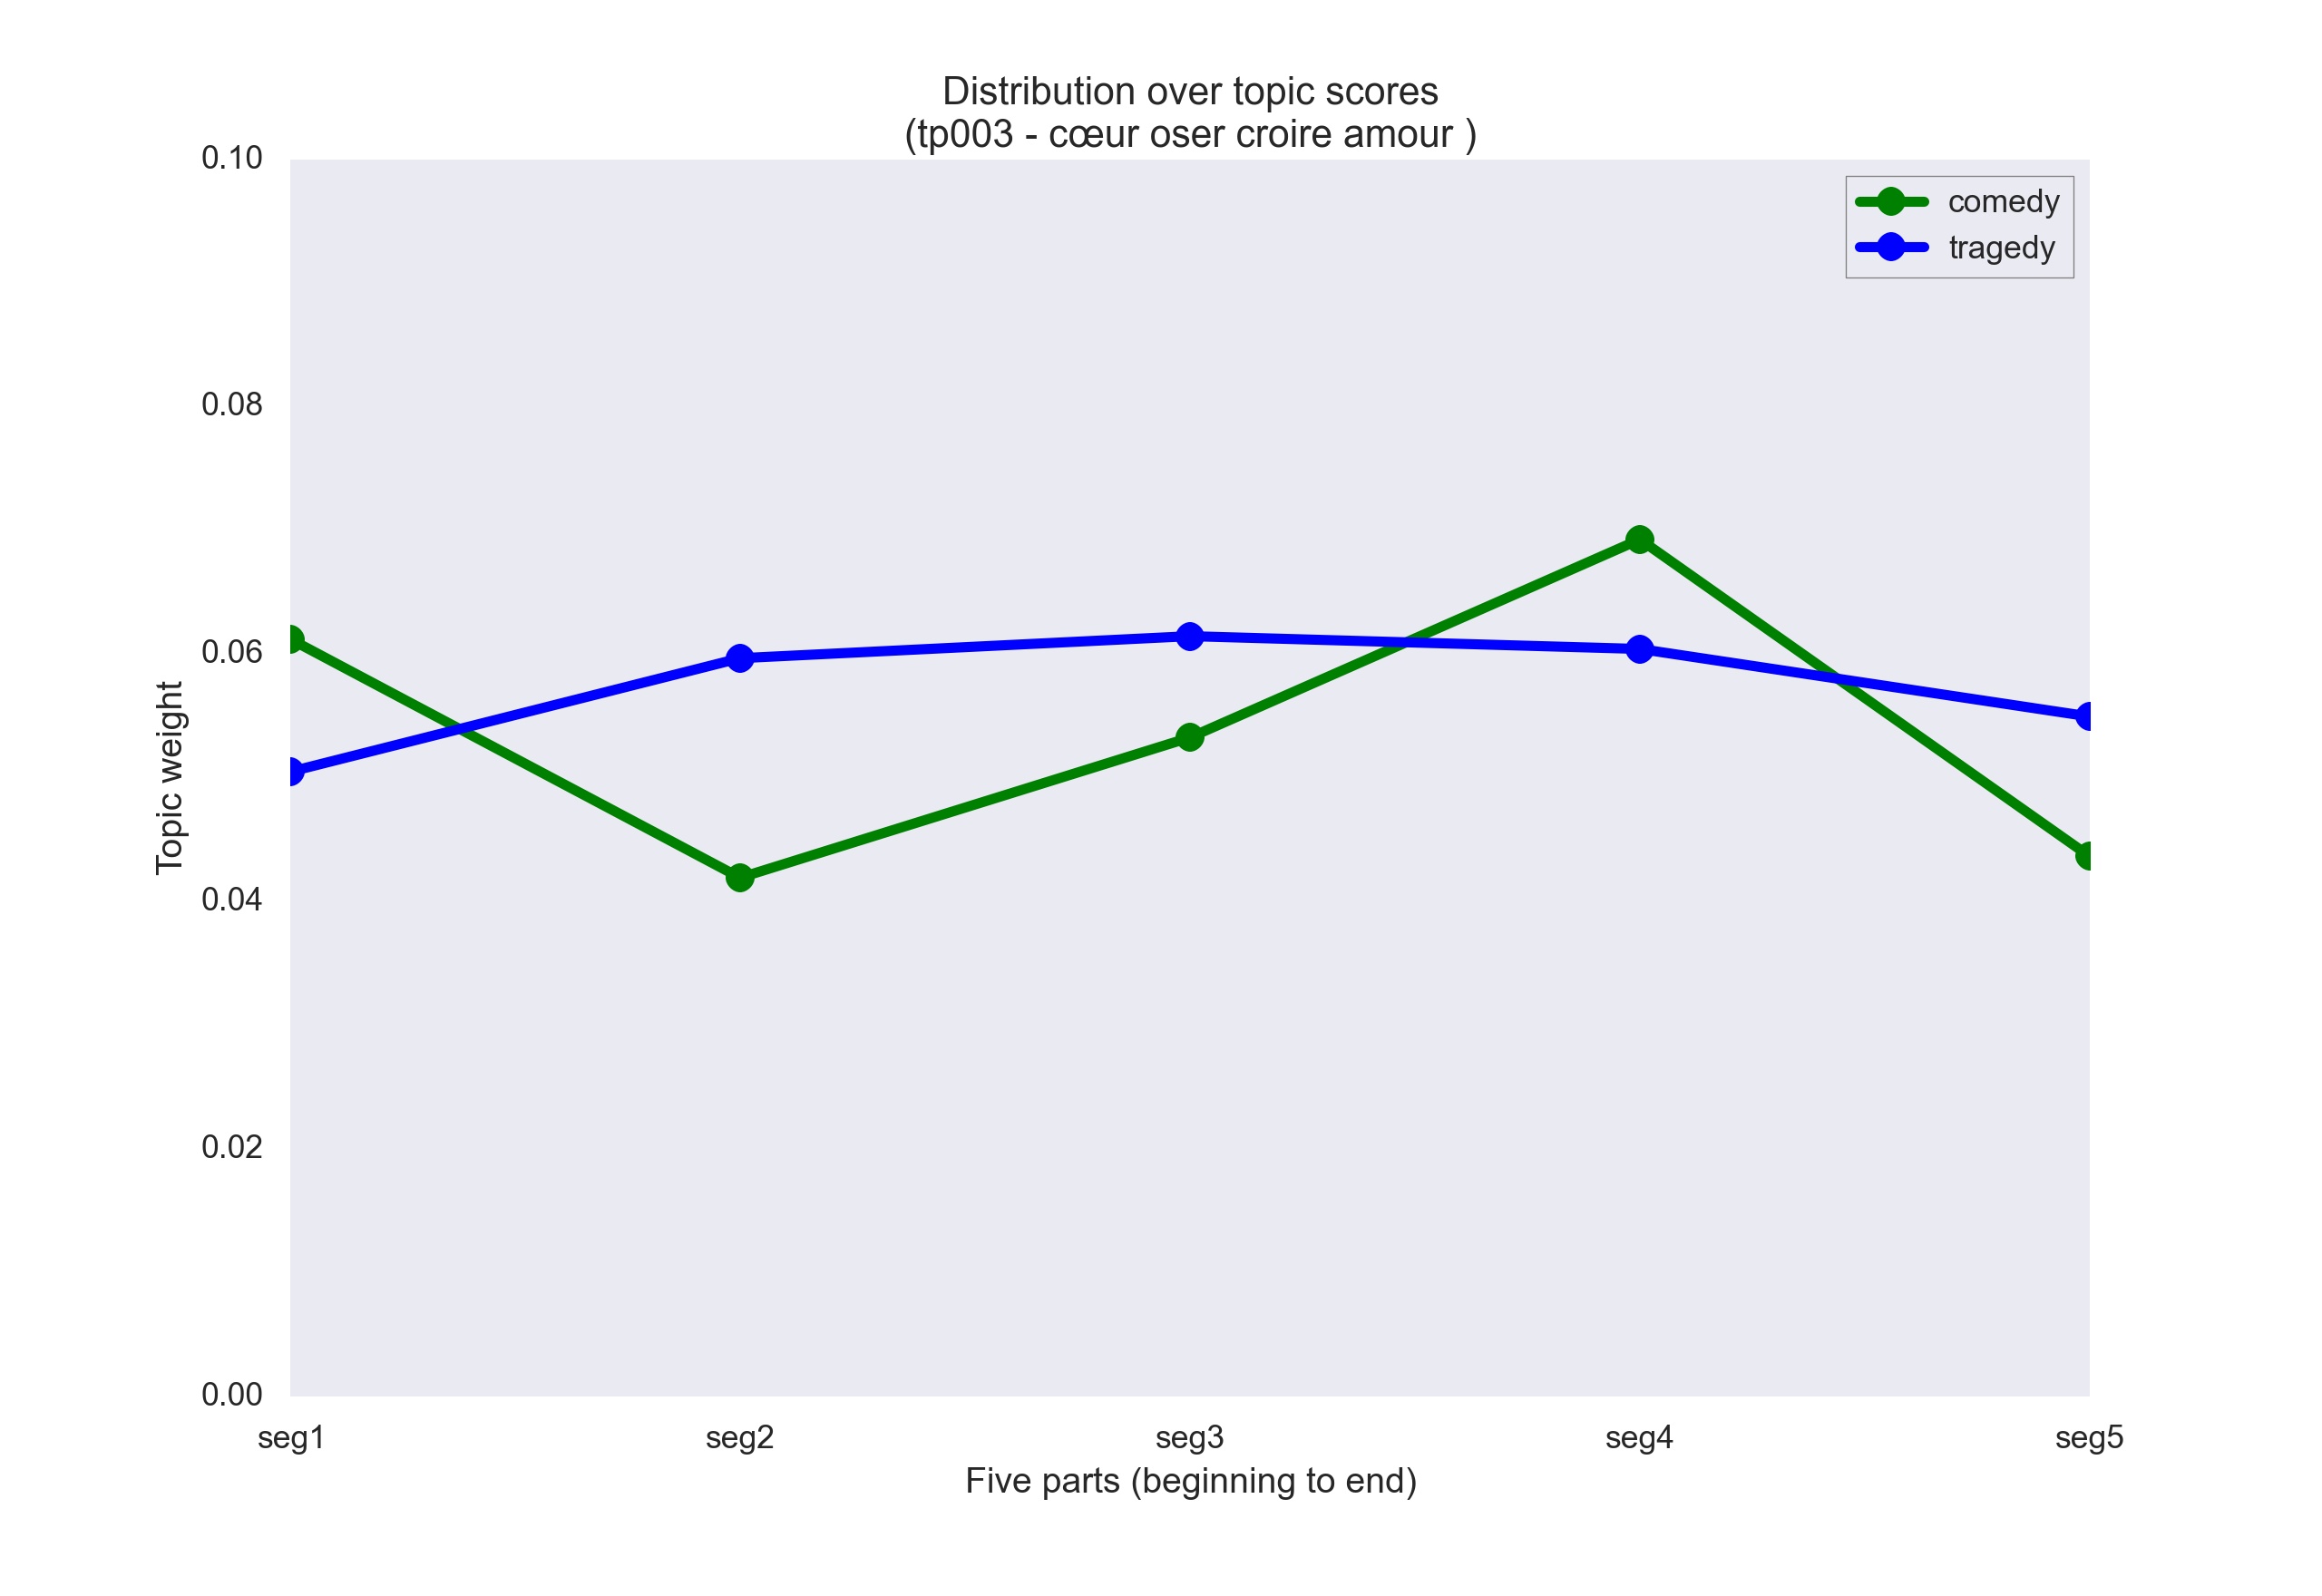 Distribution over topic scores
(tp003 - cœur oser croire amour )
0.10
0.08
0.06
0.04
0.02
0.00
Topic weight
comedy
tragedy
seg1
seg2
seg3
seg4
seg5
Five parts (beginning to end)